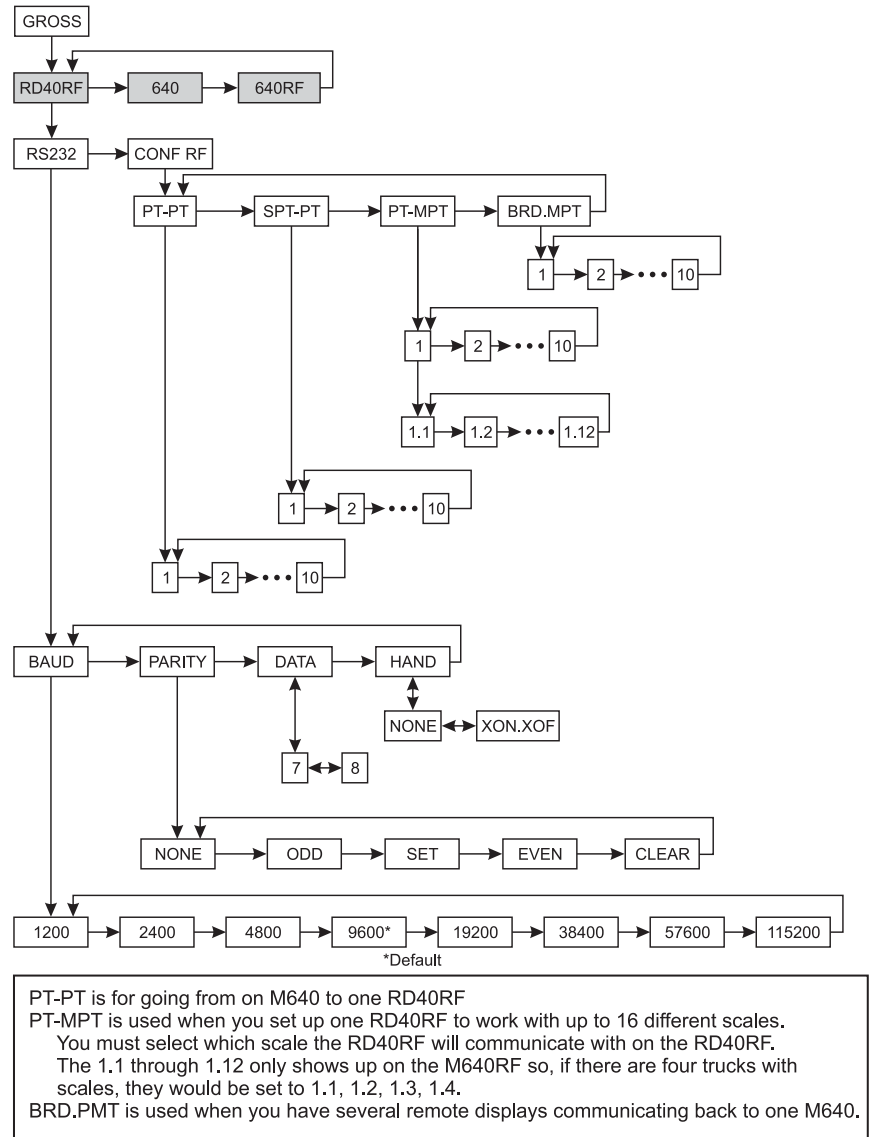 GROSS
RD40RF 640 640RF
RS232 CONF RF
PT-PT SPT-PT PT-MPT BRD.MPT
1 2 ••• 10
1 2 ••• 10
1.1 1.2 ••• 1.12
1 2 ••• 10
1 2 ••• 10
BAUD PARITY DATA HAND
NONE XON.XOF
7 8
NONE ODD SET EVEN CLEAR
1200 2400 4800 9600* 19200 38400 57600 115200
*Default
PT-PT is for going from on M640 to one RD40RF
PT-MPT is used when you set up one RD40RF to work with up to 16 different scales.
You must select which scale the RD40RF will communicate with on the RD40RF.
The 1.1 through 1.12 only shows up on the M640RF so, if there are four trucks with
scales, they would be set to 1.1, 1.2, 1.3, 1.4.
BRD.PMT is used when you have several remote displays communicating back to one M640.